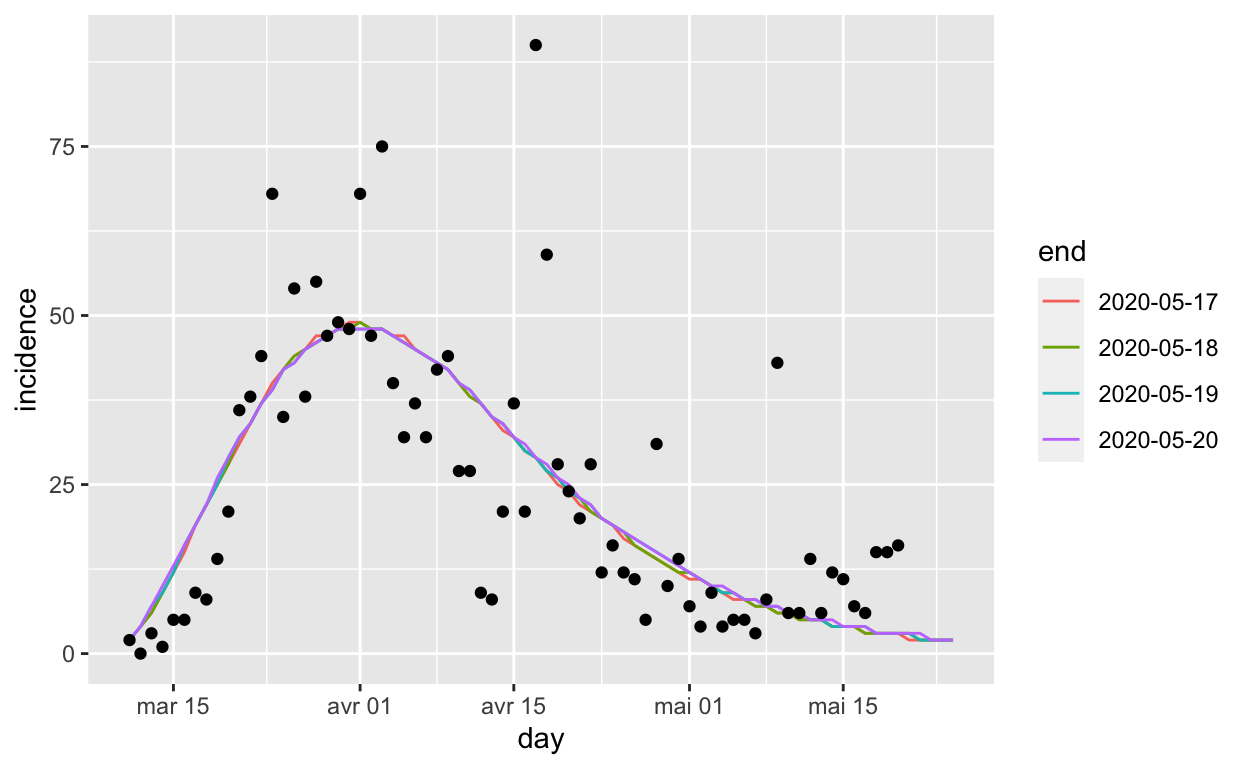 incidence
75
50
25
0
mar 15
avr 01
avr 15
mai 01
mai 15
day
end
2020-05-17
2020-05-18
2020-05-19
2020-05-20